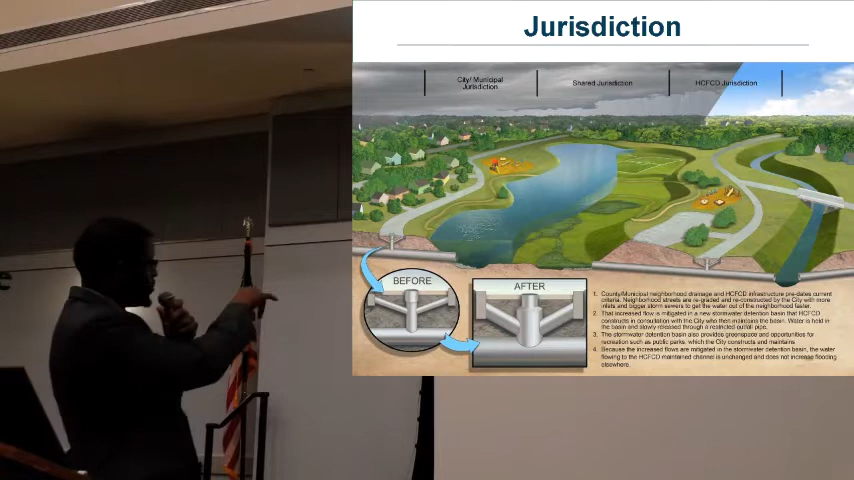 Jurisdiction
City/ Municipal
Jurisdiction
Shared Jurisdiction
HCFCD Jurisdiction
BEFORE
AFTER
1. County/Municipal neighborhood drainage and HCFCD infrastructure pre-dates current
criteria. Neighborhood streets are re-graded and re-constructed by the City with more
inlets and bigger storm sewers to get the water out of the neighborhood faster.
2. That increased flow is mitigated in a new stormwater detention basin that HCFCD
constructs in consultation with the City who then maintains the basin. Water is held in
the basin and slowly released through a restricted outfall pipe.
3. The stormwater detention basin also provides greenspace and opportunities for
recreation such as public parks, which the City constructs and maintains.
4. Because the increased flows are mitigated in the stormwater detention basin, the water
flowing to the HCFCD maintained channel is unchanged and does not increase flooding
elsewhere.